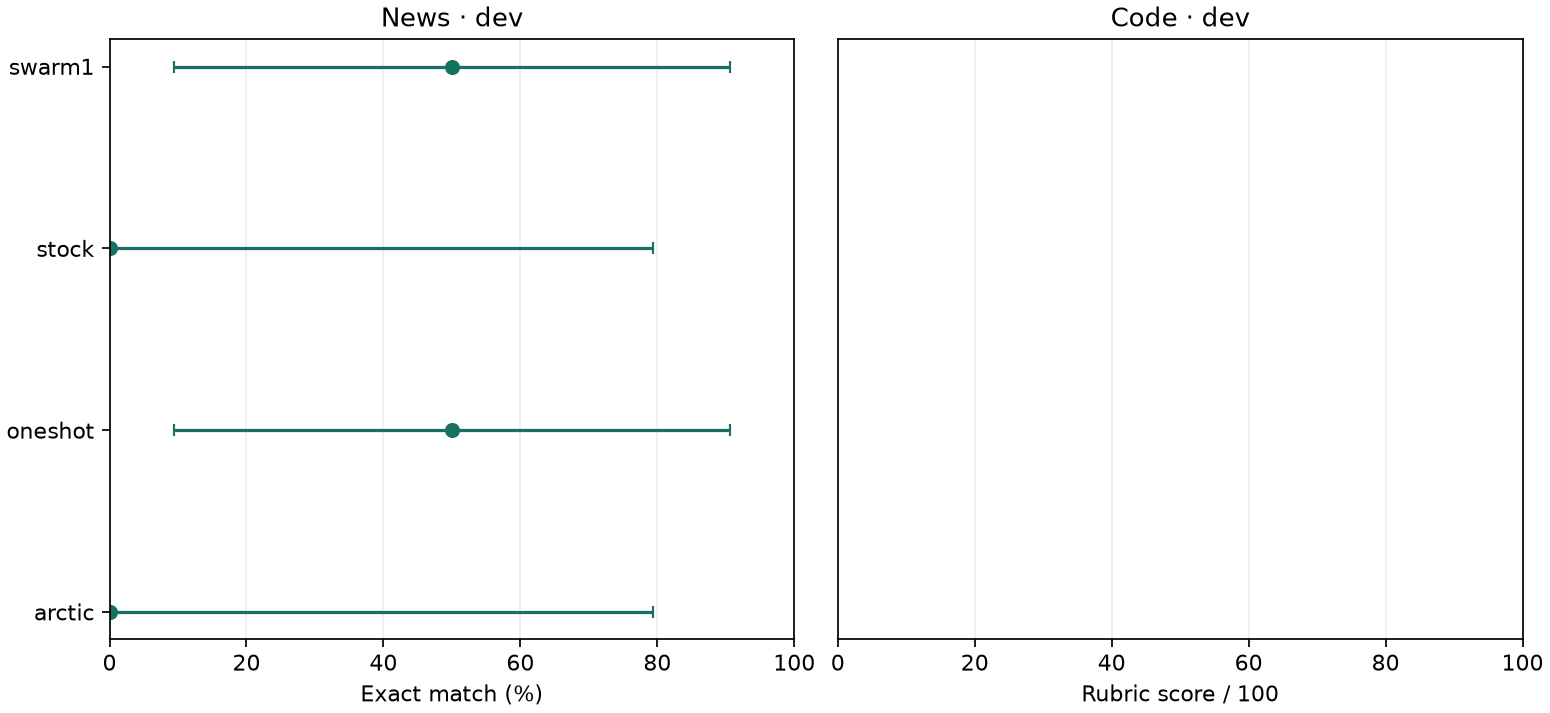 News · dev
Code · dev
swarm1
stock
oneshot
arctic
0 20 40 60 80 100
0 20 40 60 80 100
Exact match (%)
Rubric score / 100